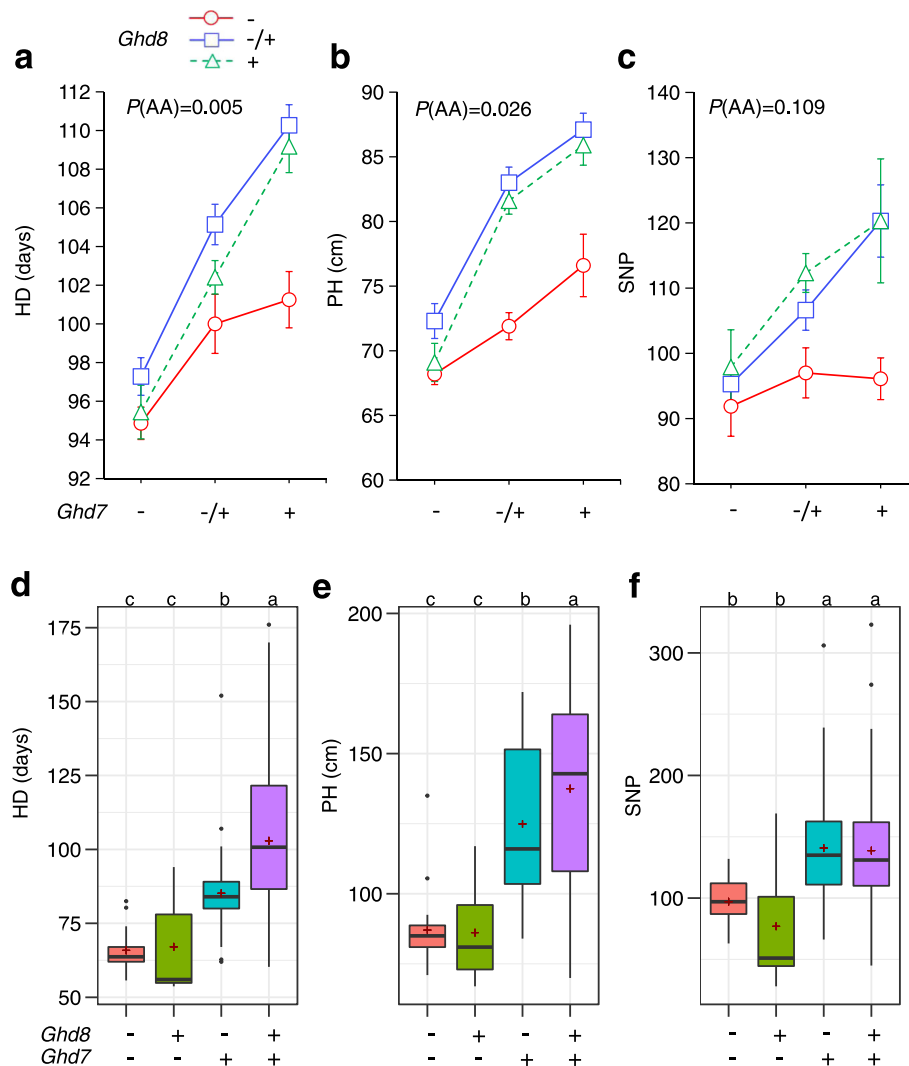 Ghd8
-
-/+
+
a
b
c
P(AA)=0.005
P(AA)=0.026
P(AA)=0.109
HD (days)
112
110
108
106
104
102
100
98
96
94
92
PH (cm)
90
85
80
75
70
65
60
SNP
140
130
120
110
100
90
80
Ghd7 - -/+ +
- -/+ +
- -/+ +
d
e
f
c c b a
c c b a
b b a a
HD (days)
175
150
125
100
75
50
PH (cm)
200
150
100
SNP
300
200
100
Ghd8 - + - +
Ghd7 - - + +
- + - +
- - + +
- + - +
- - + +